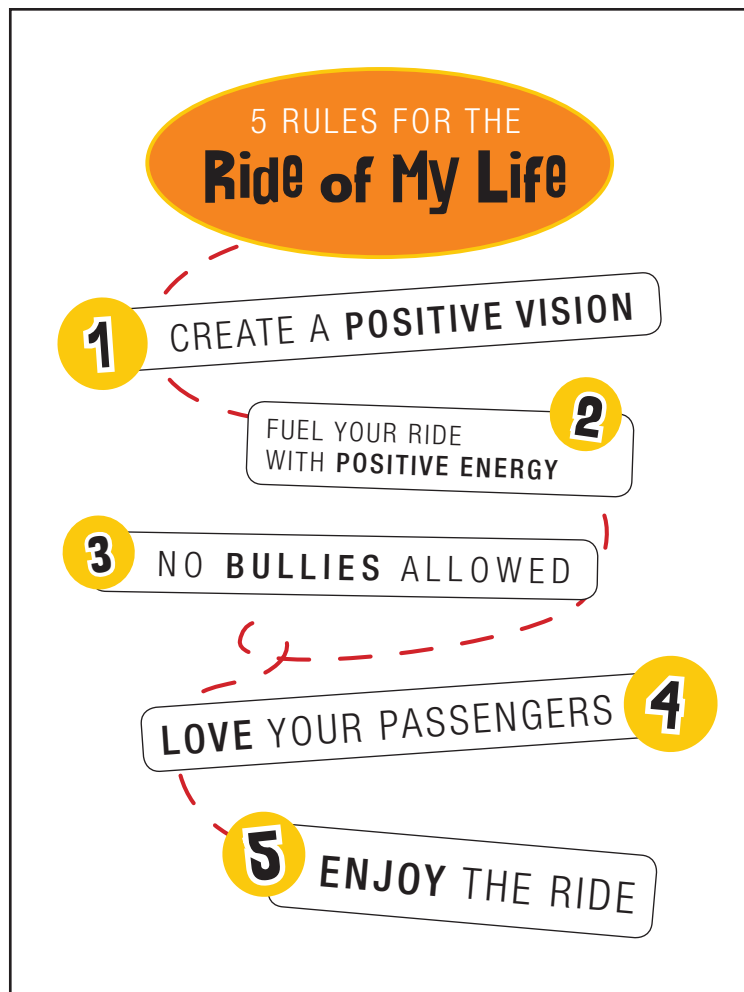 5 RULES FOR THE
Ride of My Life
1 CREATE A POSITIVE VISION
2
FUEL YOUR RIDE
WITH POSITIVE ENERGY
3 NO BULLIES ALLOWED
LOVE YOUR PASSENGERS 4
5 ENJOY THE RIDE